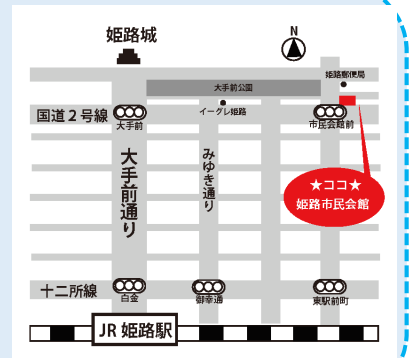 姫路城
N
姫路郵便局
大手前公園
国道2号線
大手前
イーグレ姫路
市民会館前
大手前通り
みゆき通り
★ココ★
姫路市民会館
十二所線
白金
御幸通
東駅前町
JR 姫路駅